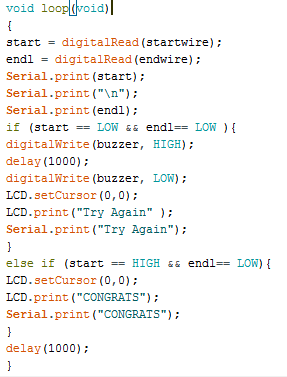 void loop(void)
{
start = digitalRead(startwire);
endl = digitalRead(endwire);
Serial.print(start);
Serial.print("\n");
Serial.print(endl);
if (start == LOW && endl== LOW ){
digitalWrite(buzzer, HIGH);
delay(1000);
digitalWrite(buzzer, LOW);
LCD.setCursor(0,0);
LCD.print("Try Again" );
Serial.print("Try Again");
}
else if (start == HIGH && endl== LOW){
LCD.setCursor(0,0);
LCD.print("CONGRATS");
Serial.print("CONGRATS");
}
delay(1000);
}